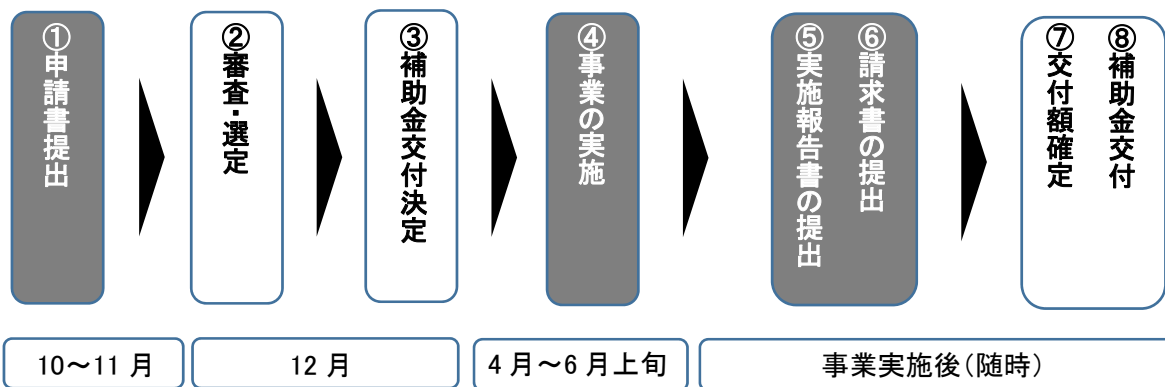 ①申請書提出
②審査・選定
③補助金交付決定
④事業の実施
⑤実施報告書の提出
⑥請求書の提出
⑦交付額確定
⑧補助金交付
10～11 月
12 月
4 月～6 月上旬
事業実施後（随時）